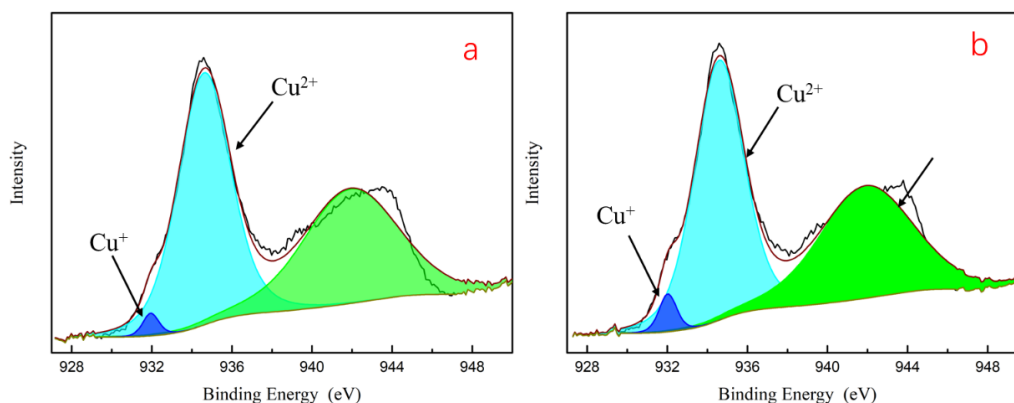 a
Cu²⁺
Cu⁺
Intensity
928 932 936 940 944 948
Binding Energy (eV)
b
Cu²⁺
Cu⁺
Intensity
928 932 936 940 944 948
Binding Energy (eV)